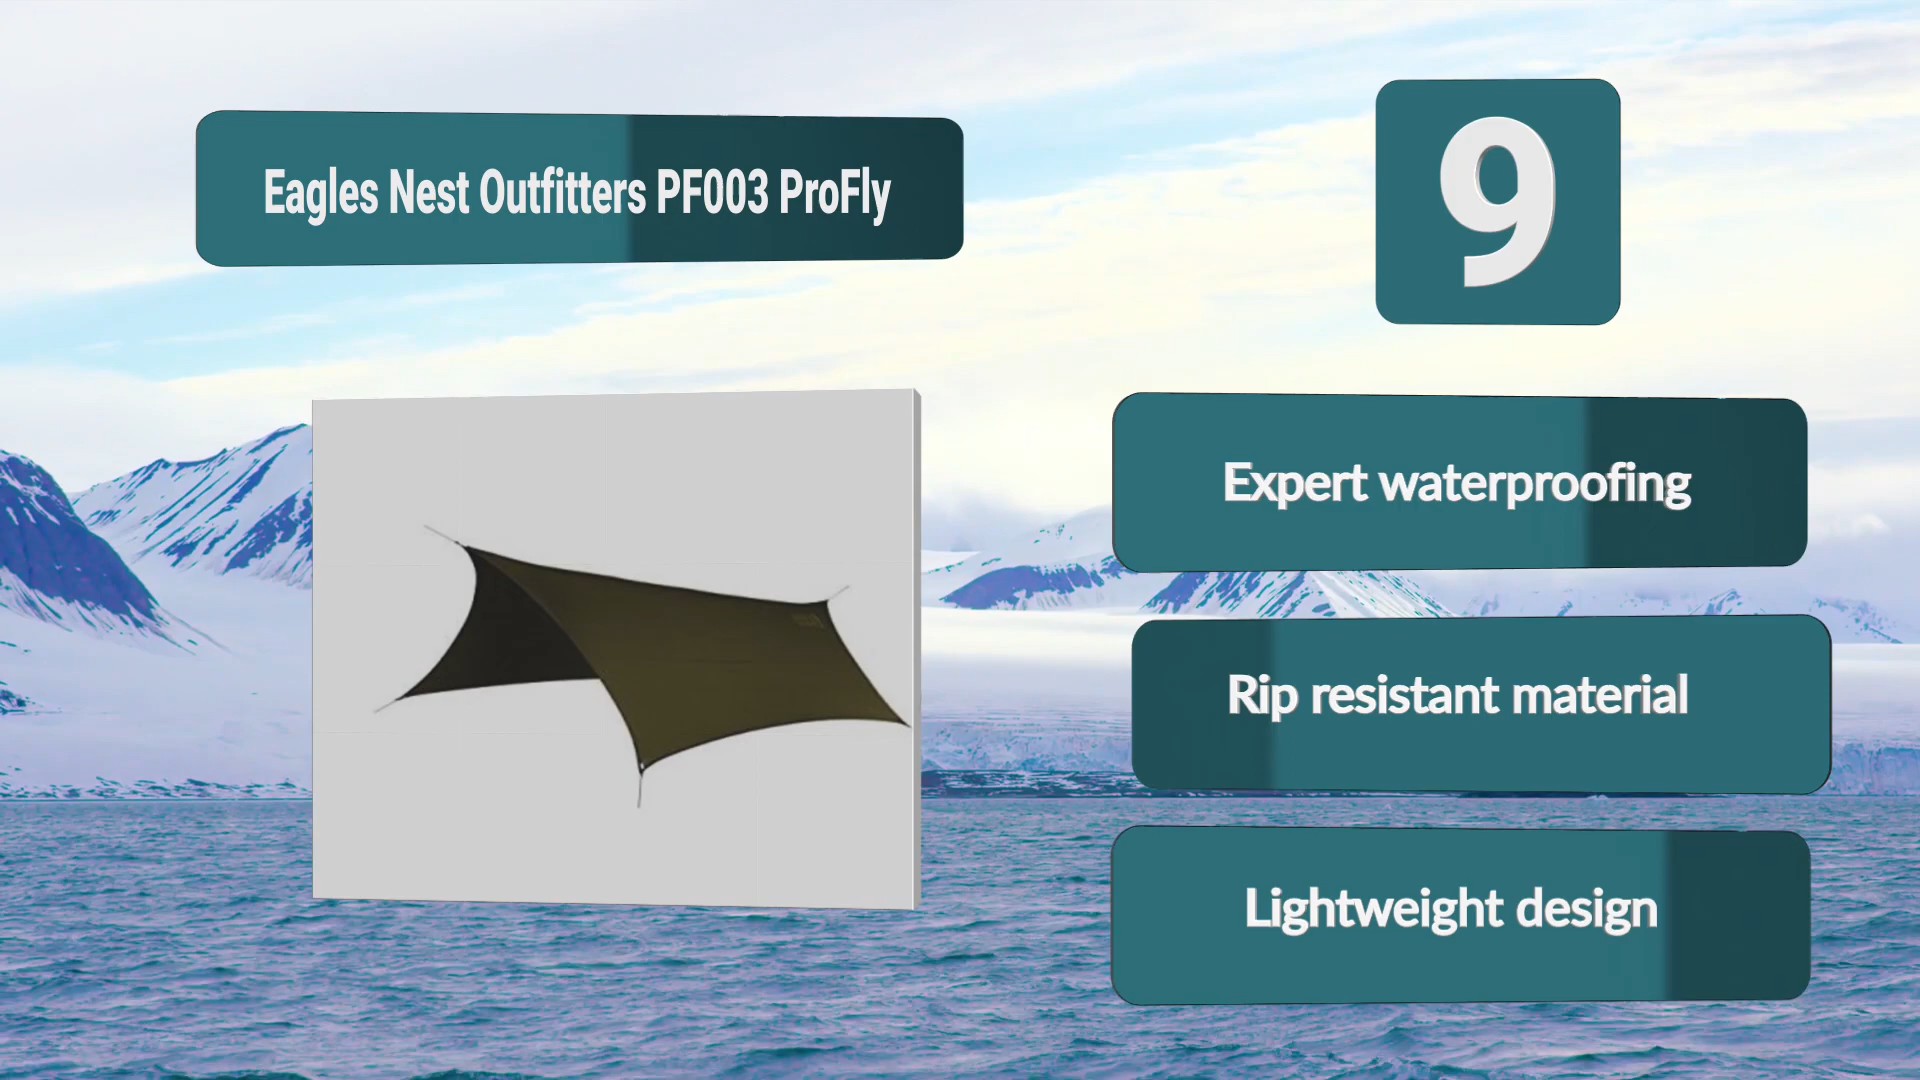 Eagles Nest Outfitters PF003 ProFly
9
Expert waterproofing
Rip resistant material
Lightweight design